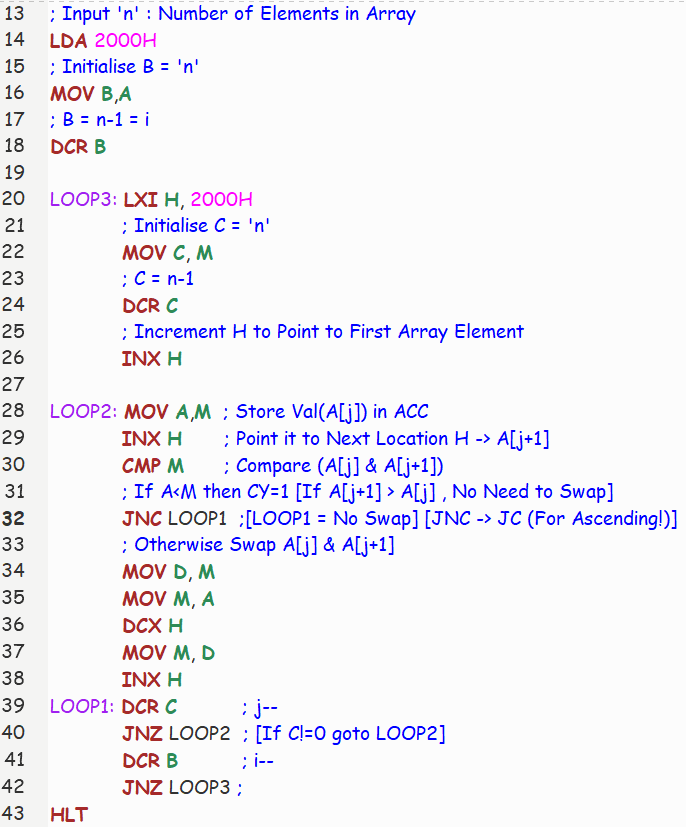 13 ; Input 'n' : Number of Elements in Array
14 LDA 2000H
15 ; Initialise B = 'n'
16 MOV B,A
17 ; B = n-1 = i
18 DCR B
19
20 LOOP3: LXI H, 2000H
21 ; Initialise C = 'n'
22 MOV C, M
23 ; C = n-1
24 DCR C
25 ; Increment H to Point to First Array Element
26 INX H
27
28 LOOP2: MOV A,M ; Store Val(A[j]) in ACC
29 INX H ; Point it to Next Location H -> A[j+1]
30 CMP M ; Compare (A[j] & A[j+1])
31 ; If A<M then CY=1 [If A[j+1] > A[j] , No Need to Swap]
32 JNC LOOP1 ;[LOOP1 = No Swap] [JNC -> JC (For Ascending!)]
33 ; Otherwise Swap A[j] & A[j+1]
34 MOV D, M
35 MOV M, A
36 DCX H
37 MOV M, D
38 INX H
39 LOOP1: DCR C ; j--
40 JNZ LOOP2 ; [If C!=0 goto LOOP2]
41 DCR B ; i--
42 JNZ LOOP3 ;
43 HLT